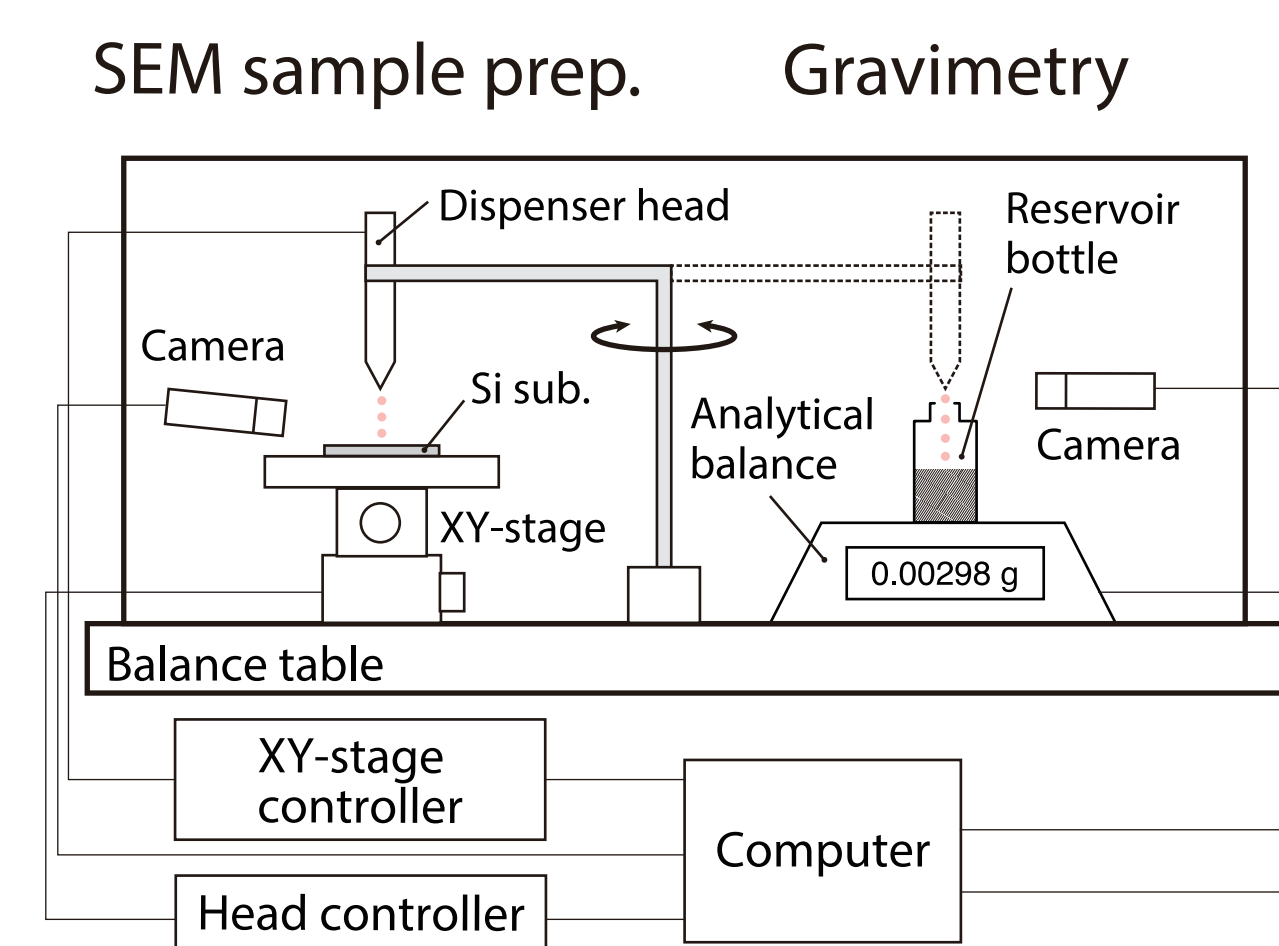 SEM sample prep.
Gravimetry
Dispenser head
Reservoir
bottle
Camera
Si sub.
Analytical
balance
Camera
XY-stage
0.00298 g
Balance table
XY-stage
controller
Computer
Head controller